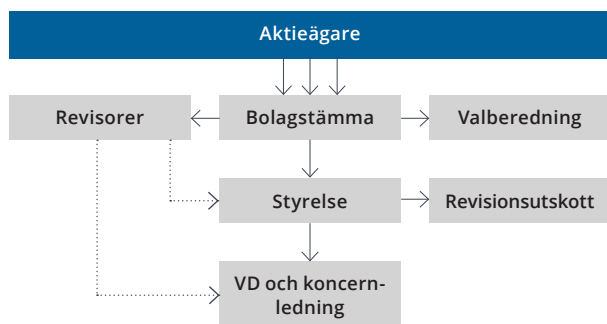 Aktieägare
Revisorer
Bolagstämma
Valberedning
Styrelse
Revisionsutskott
VD och koncern-
ledning